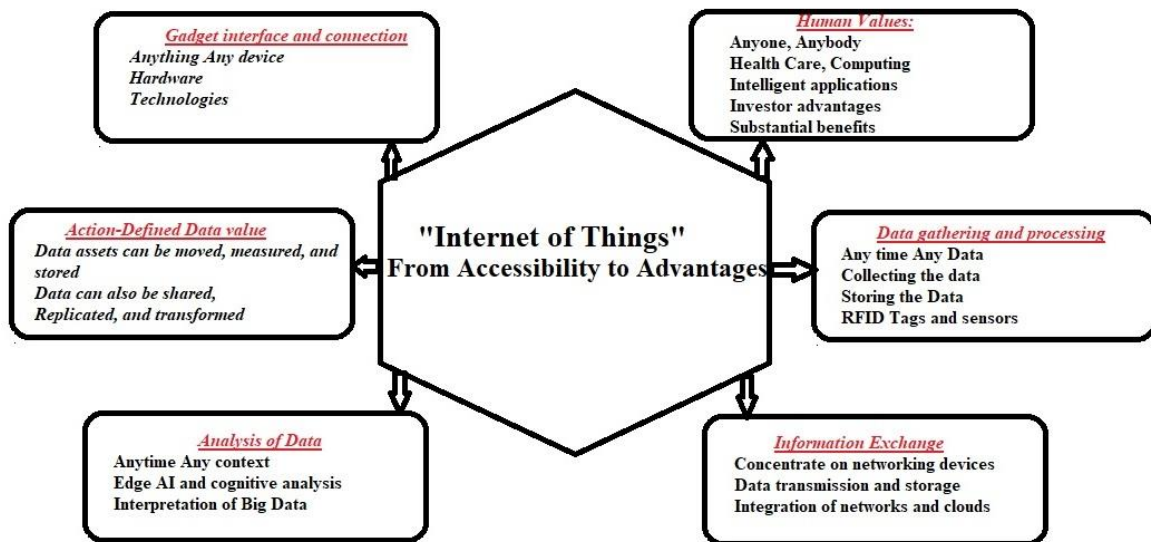 Gadget interface and connection
Anything Any device
Hardware
Technologies
Human Values:
Anyone, Anybody
Health Care, Computing
Intelligent applications
Investor advantages
Substantial benefits
Action-Defined Data value
Data assets can be moved, measured, and
stored
Data can also be shared,
Replicated, and transformed
"Internet of Things"
From Accessibility to Advantages
Data gathering and processing
Any time Any Data
Collecting the data
Storing the Data
RFID Tags and sensors
Analysis of Data
Anytime Any context
Edge AI and cognitive analysis
Interpretation of Big Data
Information Exchange
Concentrate on networking devices
Data transmission and storage
Integration of networks and clouds